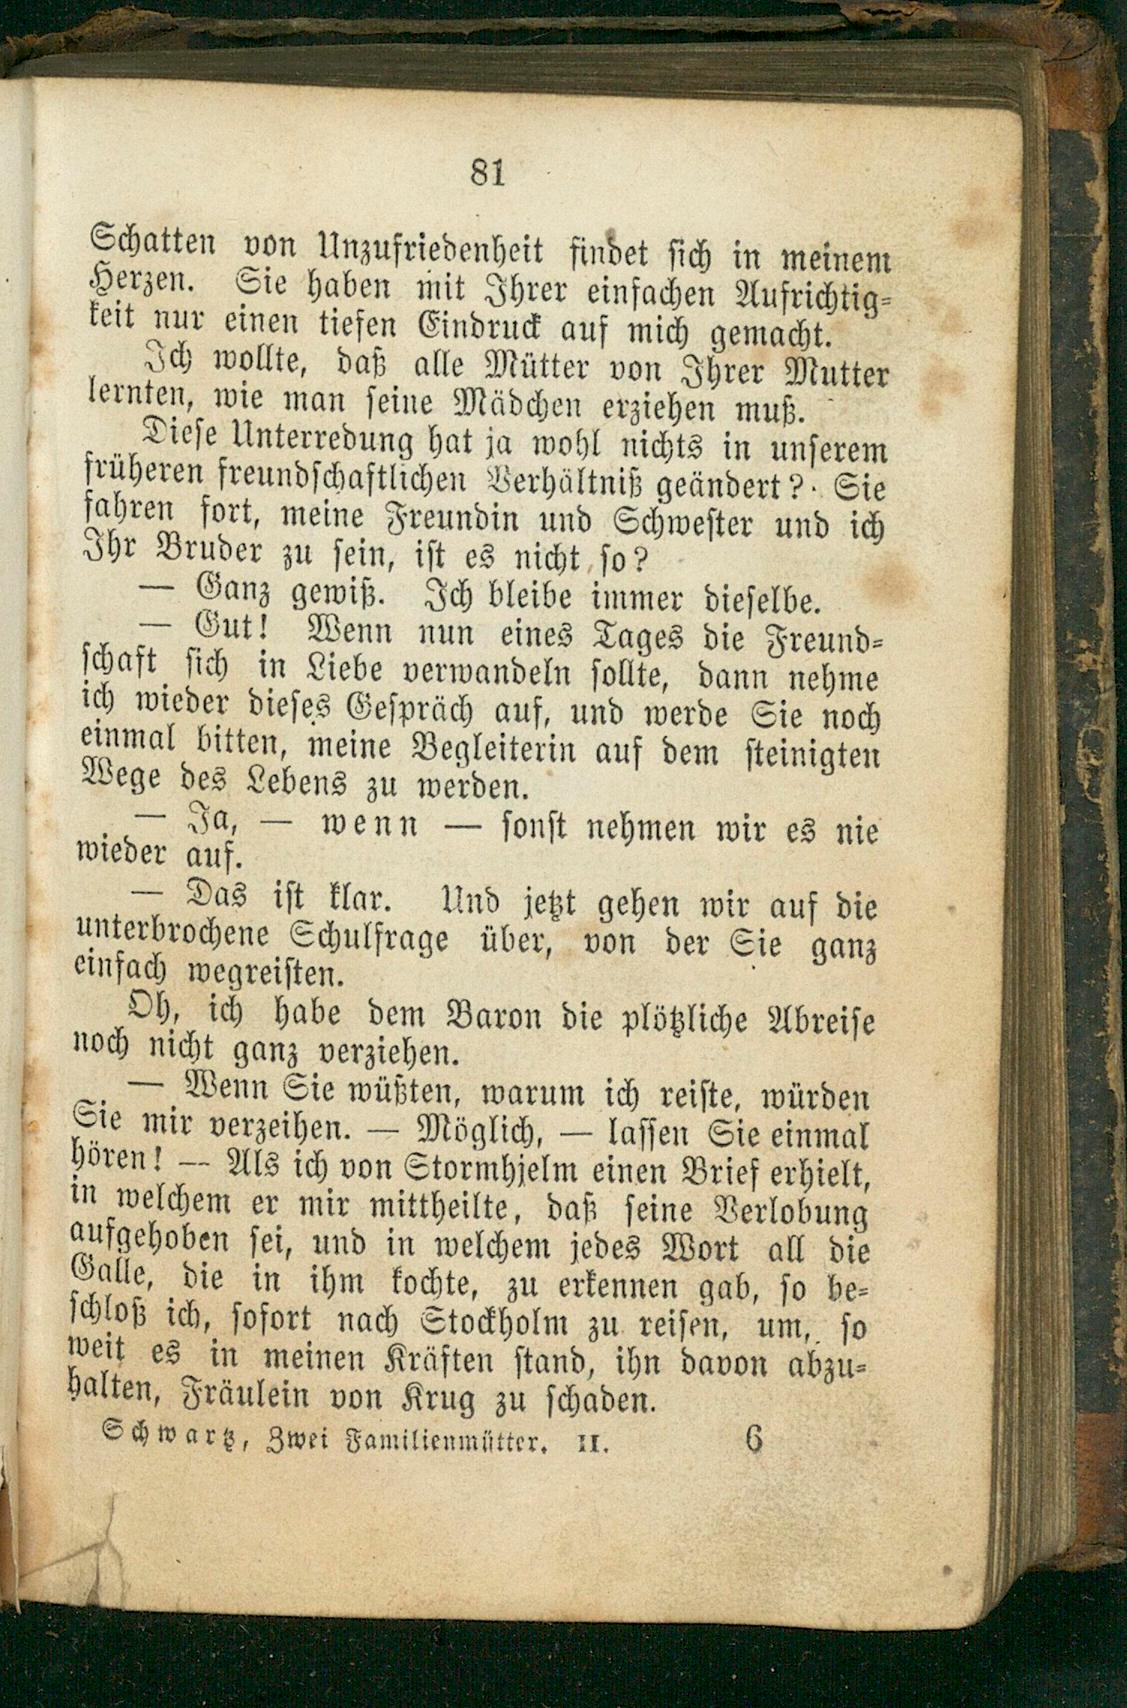 81
Schatten von Unzufriedenheit findet sich in meinem
Herzen. Sie haben mit Ihrer einfachen Aufrichtig-
keit nur einen tiefen Eindruck auf mich gemacht.
Ich wollte, daß alle Mütter von Ihrer Mutter
lernten, wie man seine Mädchen erziehen muß.
Diese Unterredung hat ja wohl nichts in unserem
früheren freundschaftlichen Verhältniß geändert? Sie
fahren fort, meine Freundin und Schwester und ich
Ihr Bruder zu sein, ist es nicht so?
— Ganz gewiß. Ich bleibe immer dieselbe.
— Gut! Wenn nun eines Tages die Freund-
schaft sich in Liebe verwandeln sollte, dann nehme
ich wieder dieses Gespräch auf, und werde Sie noch
einmal bitten, meine Begleiterin auf dem steinigten
Wege des Lebens zu werden.
— Ja, — wenn — sonst nehmen wir es nie
wieder auf.
— Das ist klar. Und jetzt gehen wir auf die
unterbrochene Schulfrage über, von der Sie ganz
einfach wegreisten.
Oh, ich habe dem Baron die plötzliche Abreise
noch nicht ganz verziehen.
— Wenn Sie wüßten, warum ich reiste, würden
Sie mir verzeihen. — Möglich, — lassen Sie einmal
hören! — Als ich von Stormhjelm einen Brief erhielt,
in welchem er mir mittheilte, daß seine Verlobung
aufgehoben sei, und in welchem jedes Wort all die
Galle, die in ihm kochte, zu erkennen gab, so be-
schloß ich, sofort nach Stockholm zu reisen, um, so
weit es in meinen Kräften stand, ihn davon abzu-
halten, Fräulein von Krug zu schaden.
Schwartz, Zwei Familienmütter. II. 6